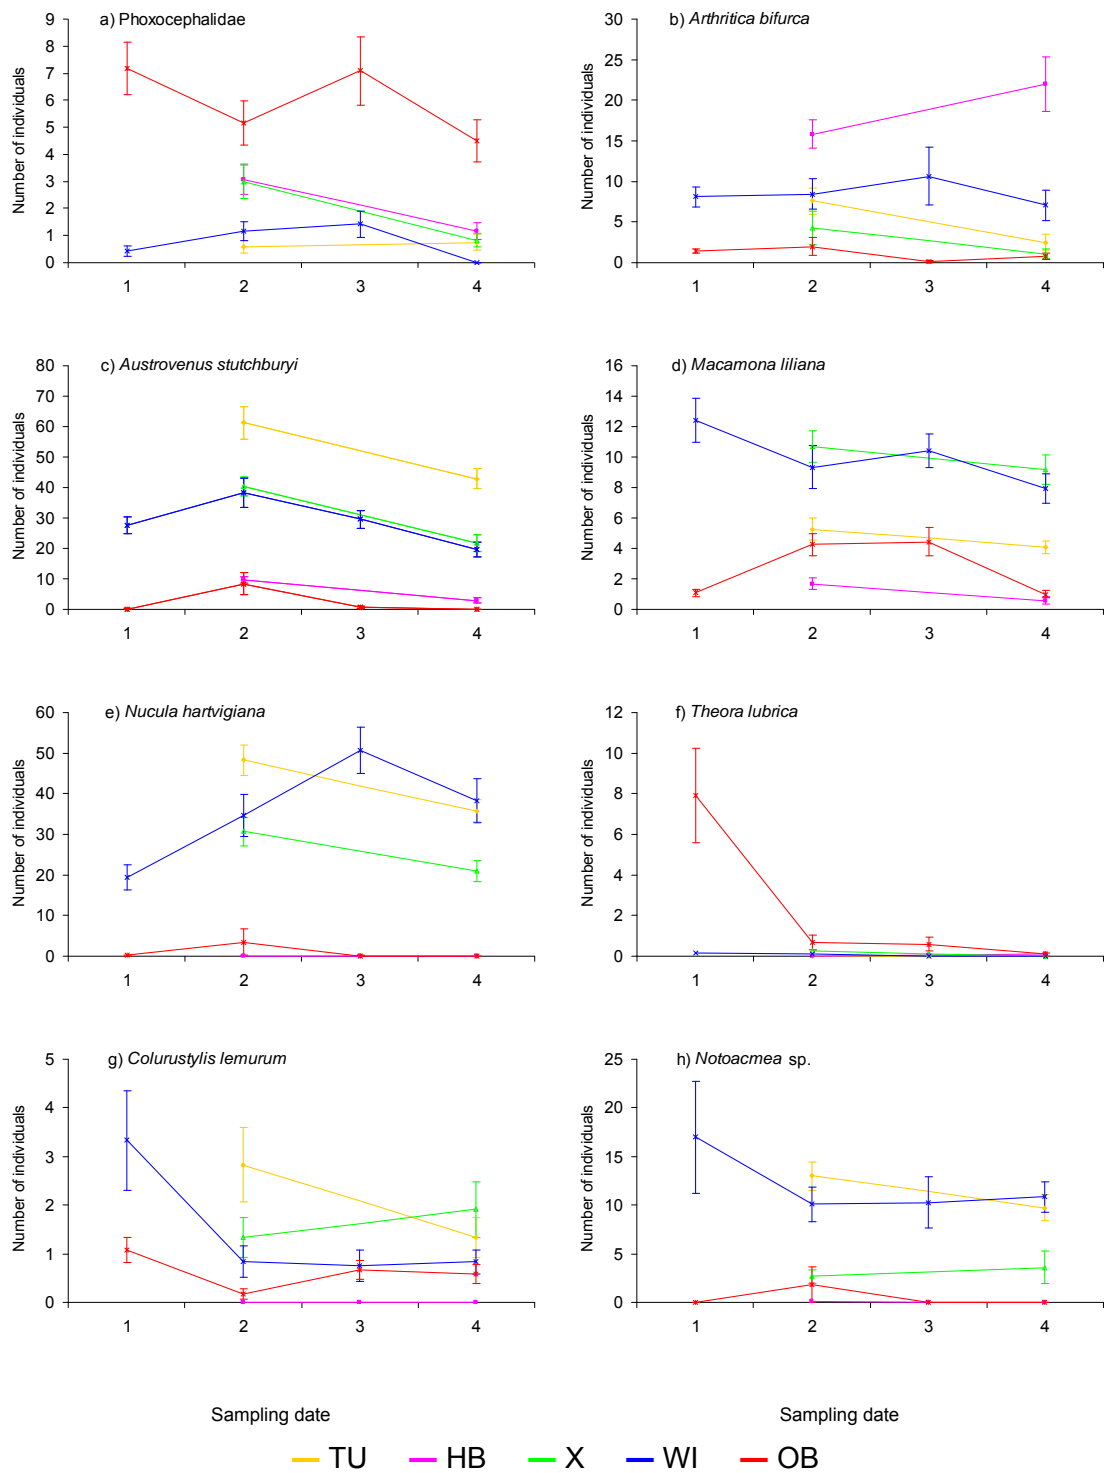 a) Phoxocephalidae
Number of individuals
9
8
7
6
5
4
3
2
1
0
1 2 3 4
b) Arthritica bifurca
Number of individuals
30
25
20
15
10
5
0
1 2 3 4
c) Austrovenus stutchburyi
Number of individuals
80
70
60
50
40
30
20
10
0
1 2 3 4
d) Macamona liliana
Number of individuals
16
14
12
10
8
6
4
2
0
1 2 3 4
e) Nucula hartvigiana
Number of individuals
60
50
40
30
20
10
0
1 2 3 4
f) Theora lubrica
Number of individuals
12
10
8
6
4
2
0
1 2 3 4
g) Colurustylis lemurum
Number of individuals
5
4
3
2
1
0
1 2 3 4
h) Notoacmea sp.
Number of individuals
25
20
15
10
5
0
1 2 3 4
Sampling date
Sampling date
TU HB X WI OB